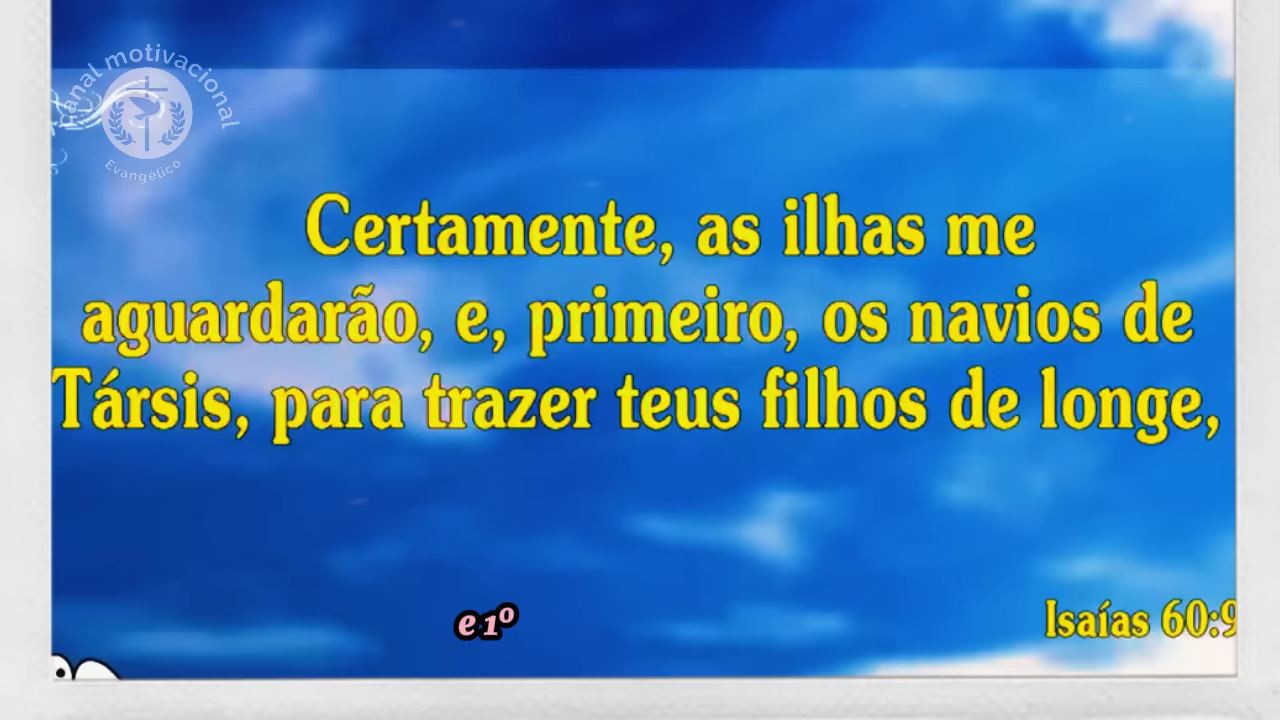 Canal motivacional
Evangélico
Certamente, as ilhas me
aguardarão, e, primeiro, os navios de
Társis, para trazer teus filhos de longe,
e 1º
Isaías 60:9